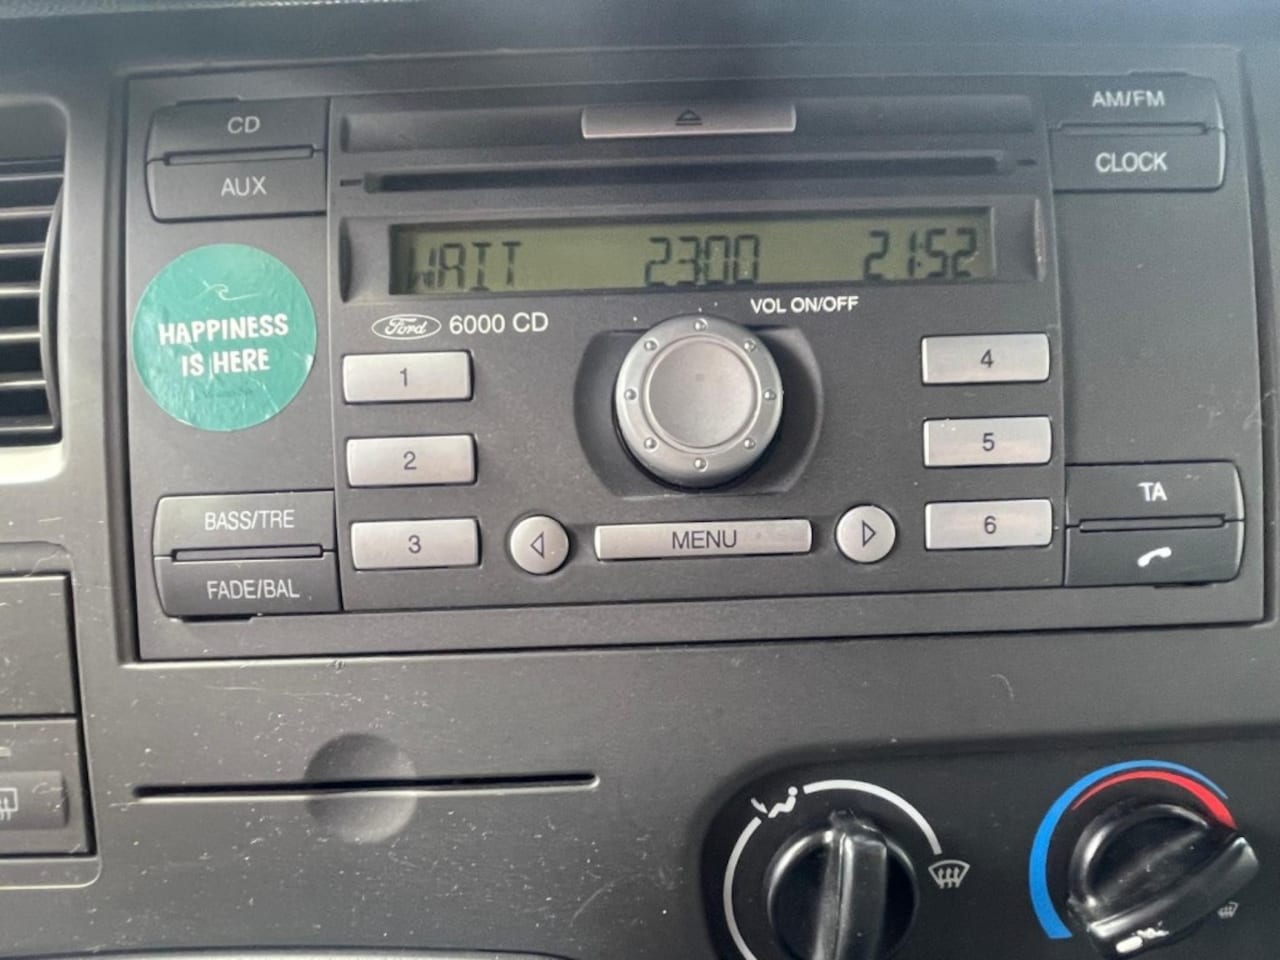 CD
AUX
AM/FM
CLOCK
WAIT 2300 21:52
VOL ON/OFF
Ford 6000 CD
HAPPINESS
IS HERE
1
2
3
4
5
6
BASS/TRE
FADE/BAL
MENU
TA